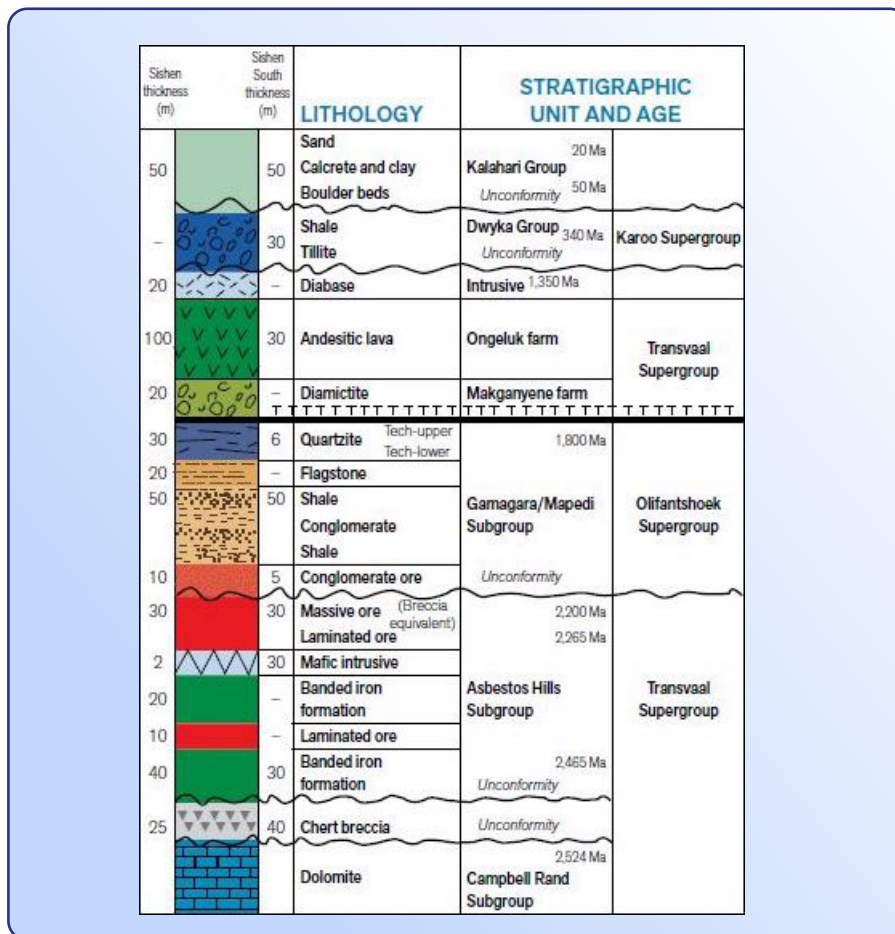 Sishen
thickness
(m)
Sishen
South
thickness
(m)
LITHOLOGY
STRATIGRAPHIC
UNIT AND AGE
50
50
Sand
Calcrete and clay
Boulder beds
20 Ma
Kalahari Group
Unconformity 50 Ma
–
30
Shale
Tillite
Dwyka Group 340 Ma
Unconformity
Karoo Supergroup
20
–
Diabase
Intrusive 1,350 Ma
100
30
Andesitic lava
Ongeluk farm
Transvaal
Supergroup
20
–
Diamictite
Makganyene farm
T T T T T T T T T T T T T T T T T T T T T T T T T T T T T T
30
6
Quartzite
Tech-upper
Tech-lower
1,800 Ma
20
–
Flagstone
50
50
Shale
Conglomerate
Shale
Gamagara/Mapedi
Subgroup
Olifantshoek
Supergroup
10
5
Conglomerate ore
Unconformity
30
30
Massive ore (Breccia
equivalent)
Laminated ore
2,200 Ma
2,265 Ma
2
30
Mafic intrusive
20
–
Banded iron
formation
Asbestos Hills
Subgroup
Transvaal
Supergroup
10
–
Laminated ore
40
30
Banded iron
formation
2,465 Ma
Unconformity
25
40
Chert breccia
Unconformity
Dolomite
2,524 Ma
Campbell Rand
Subgroup